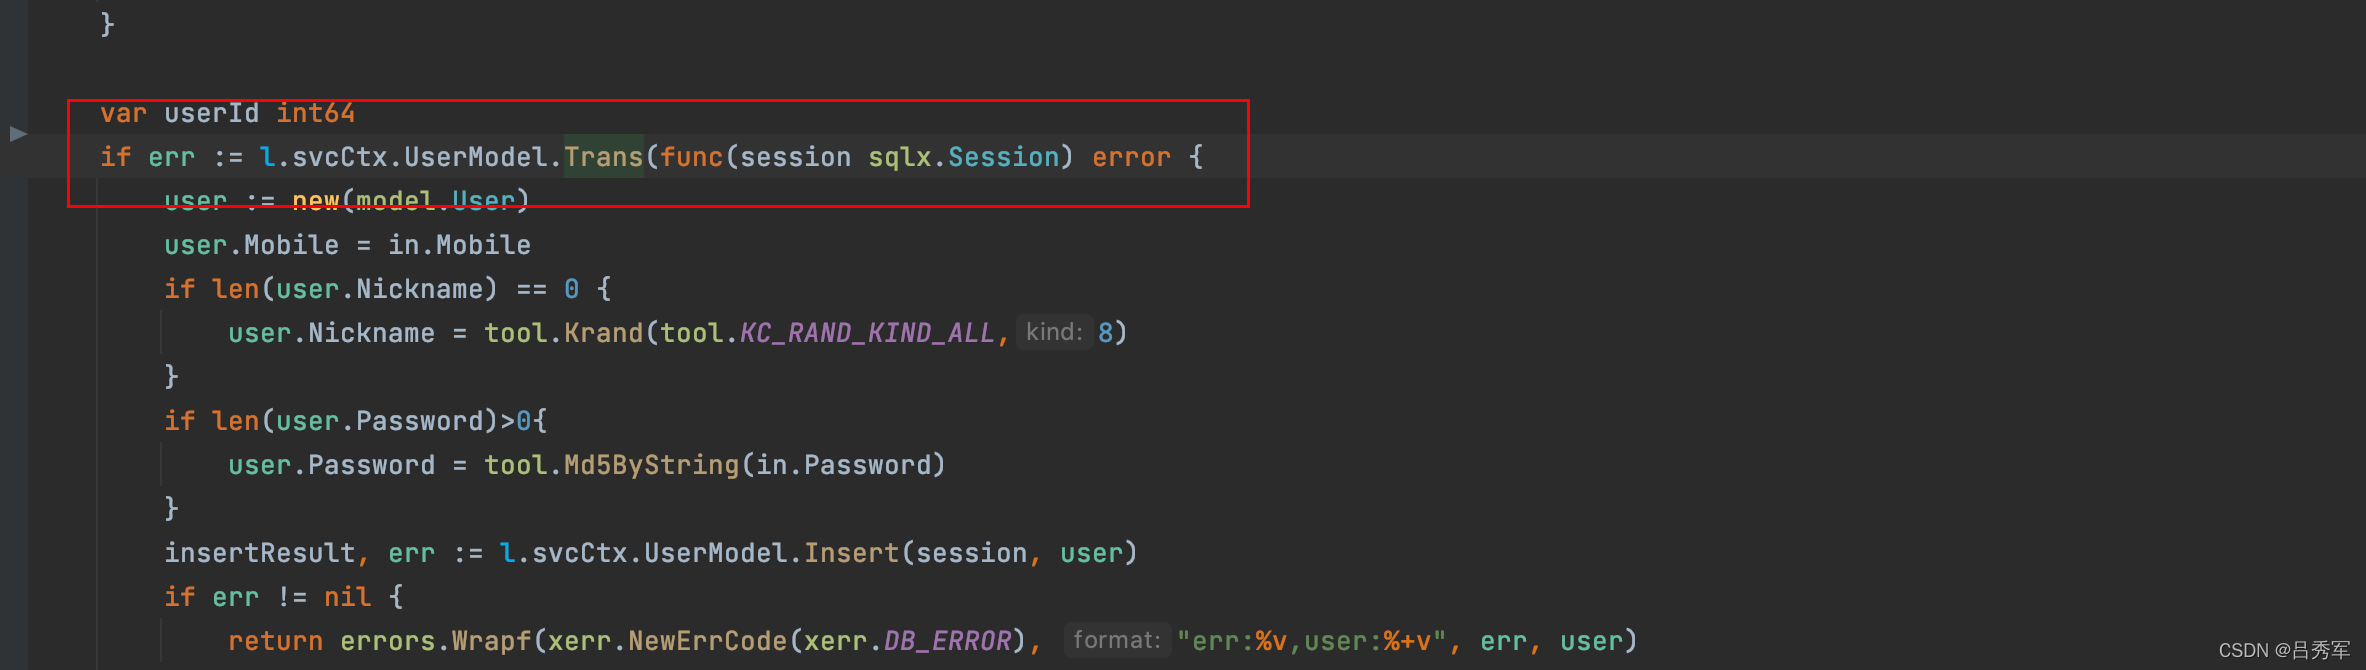 }
var userId int64
if err := l.svcCtx.UserModel.Trans(func(session sqlx.Session) error {
user := new(model.User)
user.Mobile = in.Mobile
if len(user.Nickname) == 0 {
user.Nickname = tool.Krand(tool.KC_RAND_KIND_ALL, kind: 8)
}
if len(user.Password)>0{
user.Password = tool.Md5ByString(in.Password)
}
insertResult, err := l.svcCtx.UserModel.Insert(session, user)
if err != nil {
return errors.Wrapf(xerr.NewErrCode(xerr.DB_ERROR), format: "err:%v,user:%+v", err, user)
CSDN @吕秀军